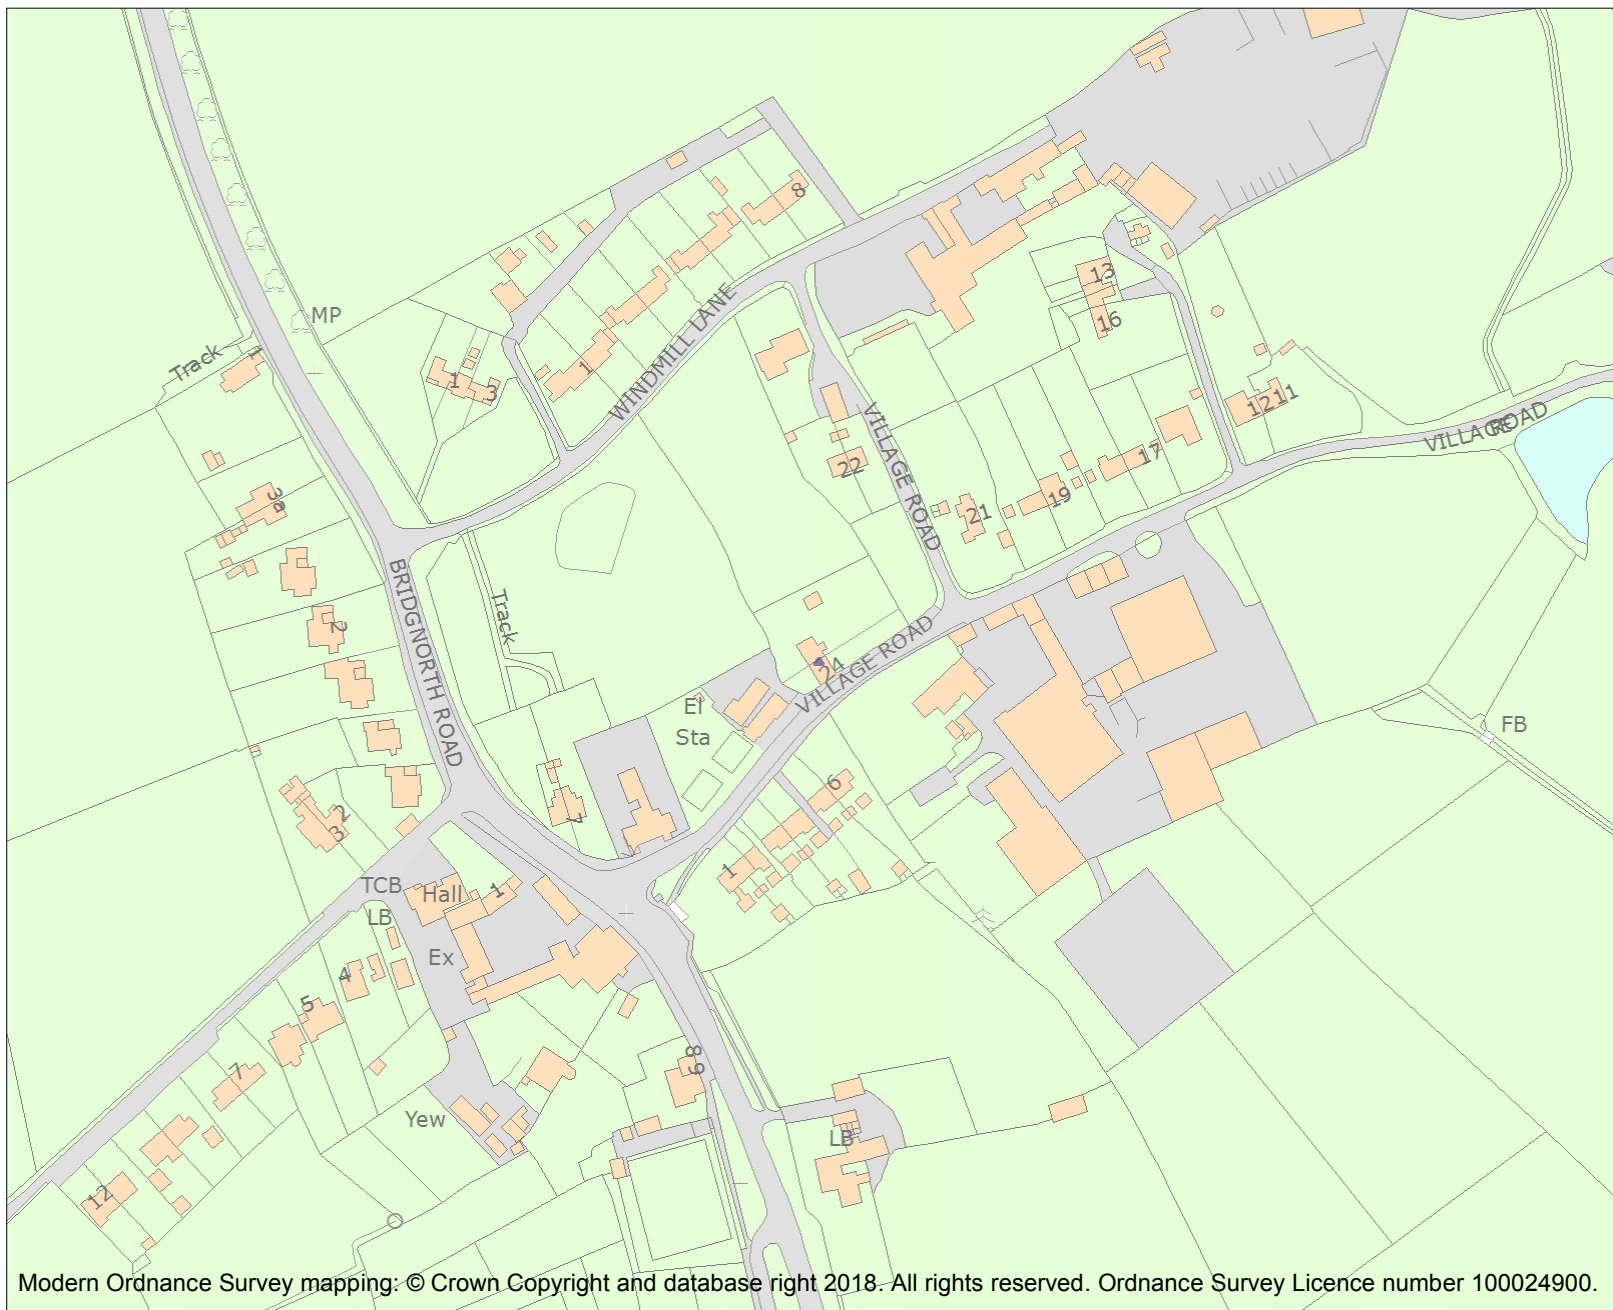 8
MP
13
16
Track
1
WINDMILL LANE
1
3
1
VILLAGE ROAD
12
11
VILLAGE ROAD
22
17
3a
19
21
BRIDGNORTH ROAD
Track
2
24
VILLAGE ROAD
El
Sta
FB
6
7
2
3
1
TCB
Hall
1
LB
Ex
4
5
8
9
7
Yew
LB
12
Modern Ordnance Survey mapping: © Crown Copyright and database right 2018. All rights reserved. Ordnance Survey Licence number 100024900.